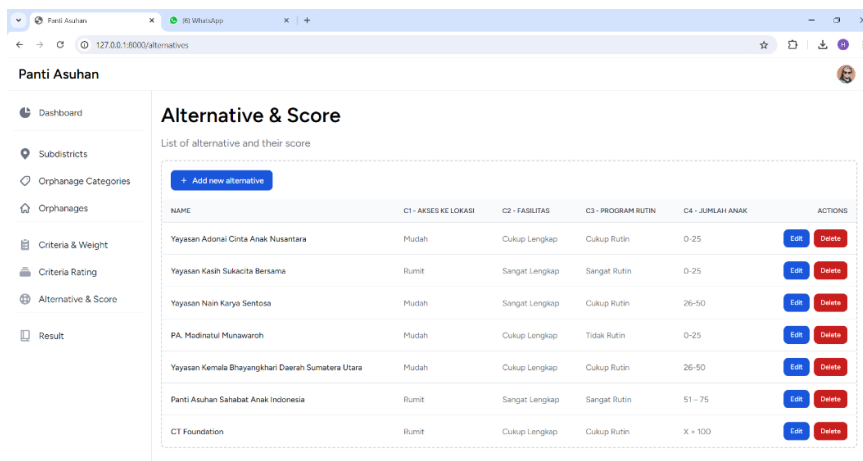 Panti Asuhan
(6) WhatsApp
127.0.0.1:8000/alternatives
H
Panti Asuhan
Dashboard
Subdistricts
Orphanage Categories
Orphanages
Criteria & Weight
Criteria Rating
Alternative & Score
Result
Alternative & Score
List of alternative and their score
+ Add new alternative
NAME C1 - AKSES KE LOKASI C2 - FASILITAS C3 - PROGRAM RUTIN C4 - JUMLAH ANAK ACTIONS
Yayasan Adonai Cinta Anak Nusantara Mudah Cukup Lengkap Cukup Rutin 0-25 Edit Delete
Yayasan Kasih Sukacita Bersama Rumit Sangat Lengkap Sangat Rutin 0-25 Edit Delete
Yayasan Nain Karya Sentosa Mudah Sangat Lengkap Cukup Rutin 26-50 Edit Delete
PA. Madinatul Munawaroh Mudah Cukup Lengkap Tidak Rutin 0-25 Edit Delete
Yayasan Kemala Bhayangkhari Daerah Sumatera Utara Mudah Cukup Lengkap Cukup Rutin 26-50 Edit Delete
Panti Asuhan Sahabat Anak Indonesia Rumit Sangat Lengkap Sangat Rutin 51 – 75 Edit Delete
CT Foundation Rumit Cukup Lengkap Cukup Rutin 100 Edit Delete